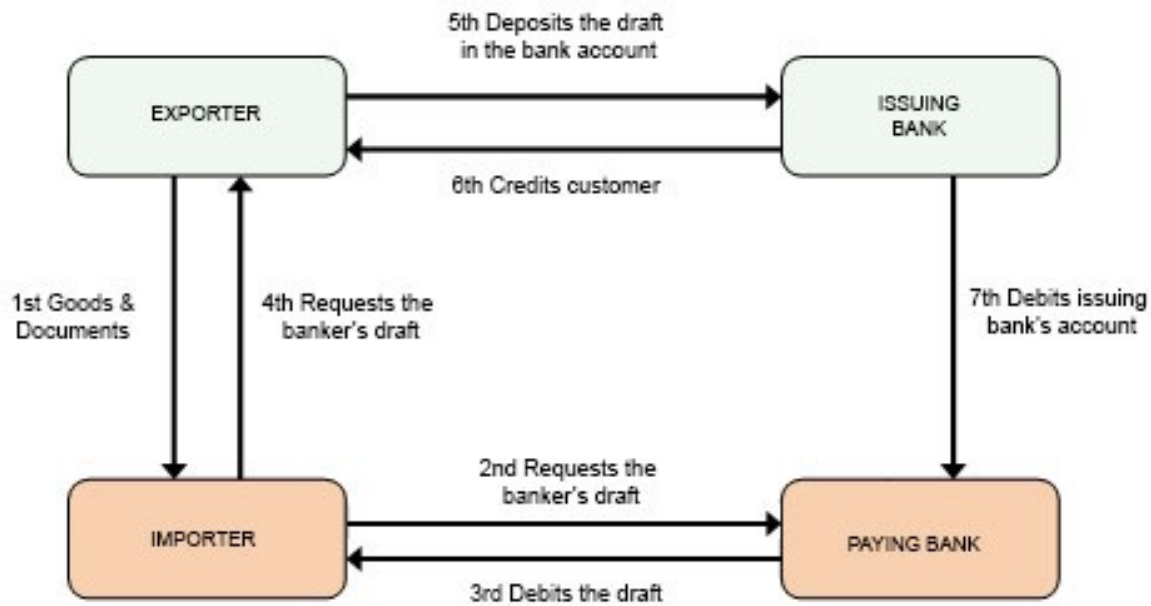 5th Deposits the draft
in the bank account
EXPORTER
ISSUING
BANK
6th Credits customer
1st Goods &
Documents
4th Requests the
banker's draft
7th Debits issuing
bank's account
2nd Requests the
banker's draft
IMPORTER
PAYING BANK
3rd Debits the draft